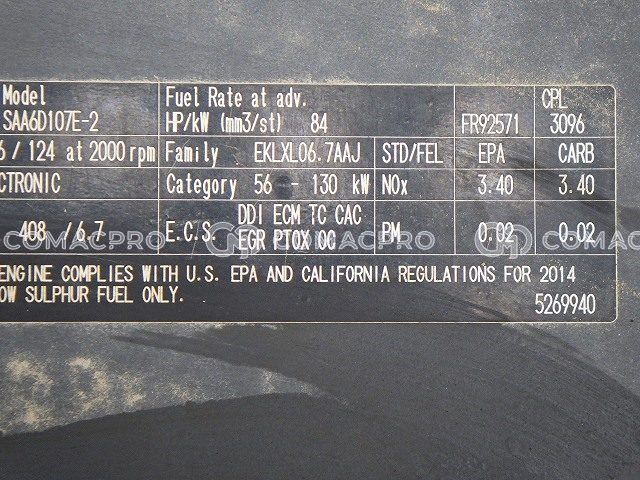 Model Fuel Rate at adv. CPL
SAA6D107E-2 HP/kW (mm3/st) 84 FR92571 3096
/ 124 at 2000 rpm Family EKLXL06.7AAJ STD/FEL EPA CARB
CTRONIC Category 56 - 130 kW NOx 3.40 3.40
408 / 6.7 E.C.S. DDI ECM TC CAC PM 0.02 0.02
EGR PTOX OC
COMACPRO COMACPRO COMACPRO
ENGINE COMPLIES WITH U.S. EPA AND CALIFORNIA REGULATIONS FOR 2014
OW SULPHUR FUEL ONLY.
5269940